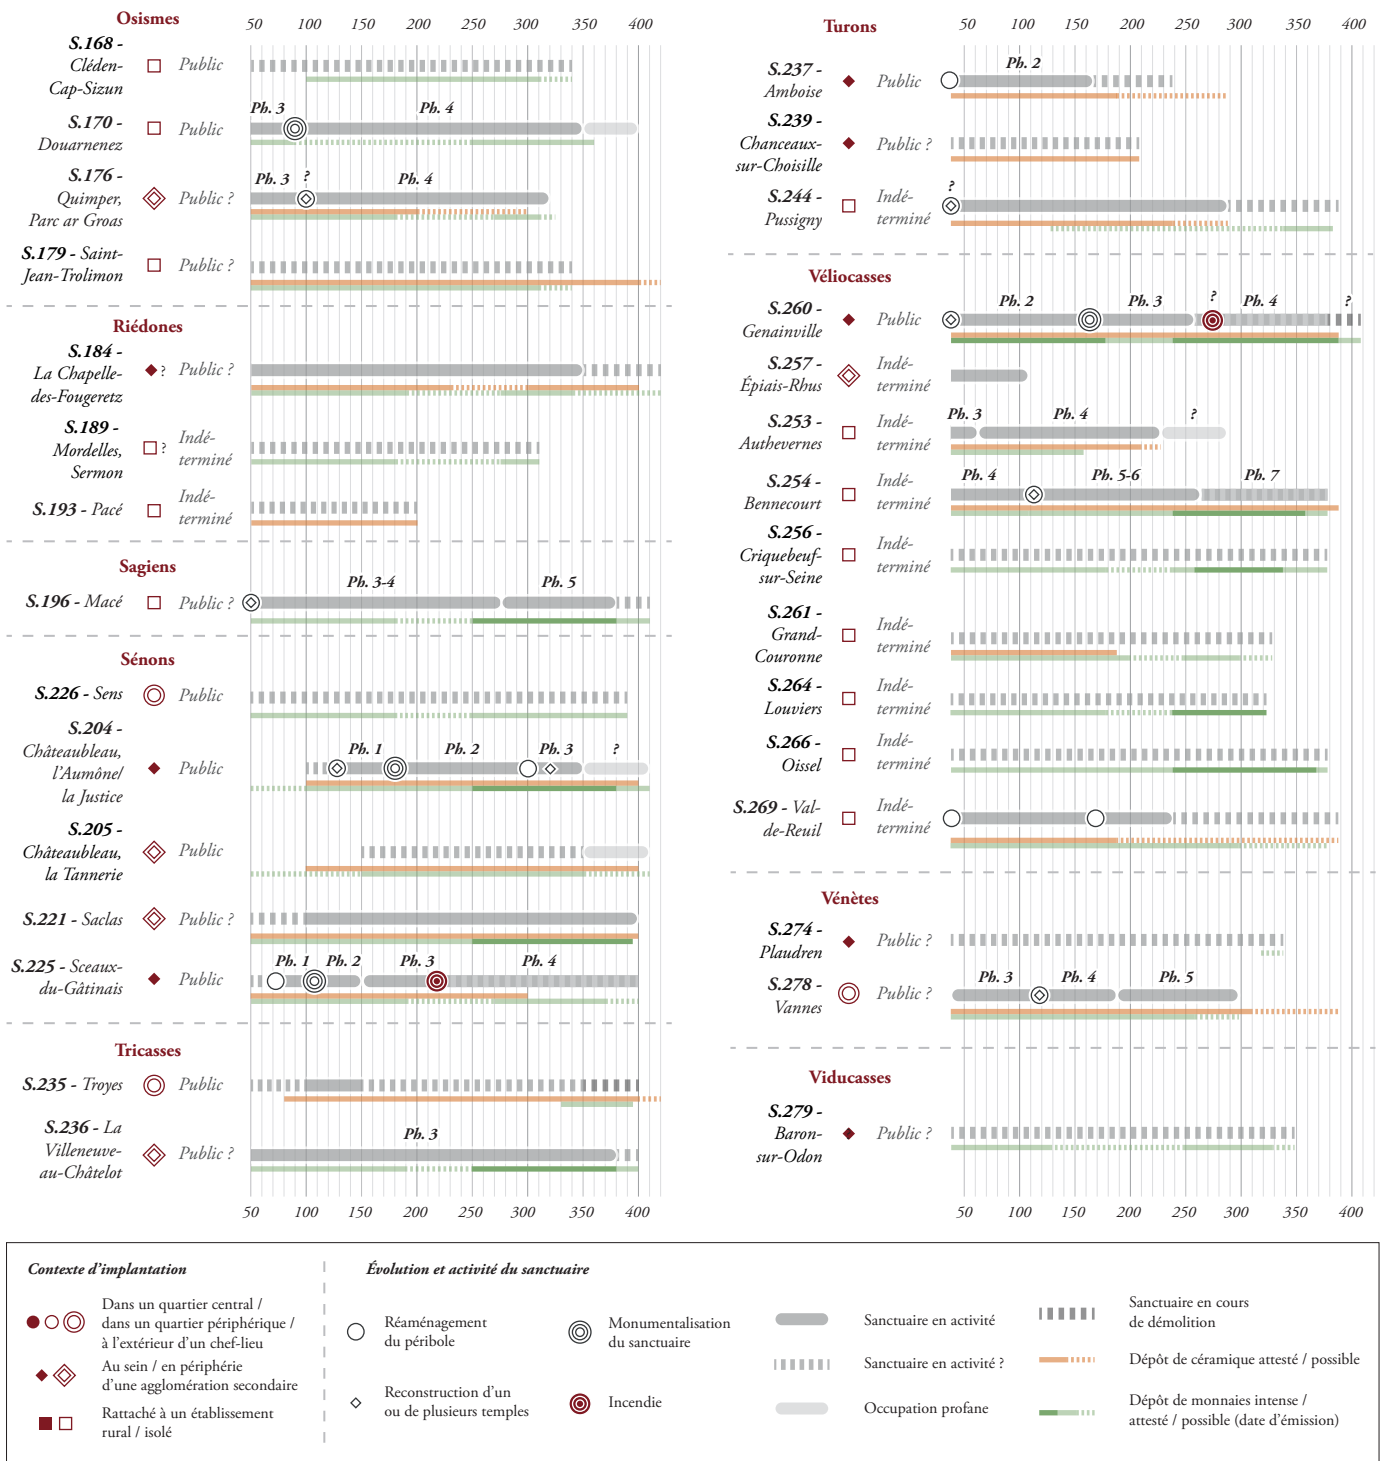 Osismes
50 100 150 200 250 300 350 400
S.168 -
Cléden-
Cap-Sizun
Public
Ph. 3 Ph. 4
S.170 -
Douarnenez
Public
S.176 -
Quimper,
Parc ar Groas
Public ?
Ph. 3 ? Ph. 4
S.179 - Saint-
Jean-Trolimon
Public ?
Riédones
S.184 -
La Chapelle-
des-Fougeretz
? Public ?
S.189 -
Mordelles,
Sermon
? Indé-
terminé
S.193 - Pacé
Indé-
terminé
Sagiens
Ph. 3-4 Ph. 5
S.196 - Macé Public ?
Sénons
S.226 - Sens Public
S.204 -
Châteaubleau,
l'Aumône/
la Justice
Public
Ph. 1 Ph. 2 Ph. 3 ?
S.205 -
Châteaubleau,
la Tannerie
Public
S.221 - Saclas Public ?
S.225 - Sceaux-
du-Gâtinais
Public
Ph. 1 Ph. 2 Ph. 3 Ph. 4
Tricasses
S.235 - Troyes Public
S.236 - La
Villeneuve-
au-Châtelot
Public ?
Ph. 3
50 100 150 200 250 300 350 400
Turons
50 100 150 200 250 300 350 400
S.237 -
Amboise
Public
Ph. 2
S.239 -
Chanceaux-
sur-Choisille
Public ?
S.244 -
Pussigny
Indé-
terminé
?
Véliocasses
S.260 -
Genainville
Public
Ph. 2 Ph. 3 ? Ph. 4 ?
S.257 -
Épiais-Rhus
Indé-
terminé
S.253 -
Authevernes
Indé-
terminé
Ph. 3 Ph. 4 ?
S.254 -
Bennecourt
Indé-
terminé
Ph. 4 Ph. 5-6 Ph. 7
S.256 -
Criquebeuf-
sur-Seine
Indé-
terminé
S.261 -
Grand-
Couronne
Indé-
terminé
S.264 -
Louviers
Indé-
terminé
S.266 -
Oissel
Indé-
terminé
S.269 - Val-
de-Reuil
Indé-
terminé
Vénètes
S.274 -
Plaudren
Public ?
S.278 -
Vannes
Public ?
Ph. 3 Ph. 4 Ph. 5
Viducasses
S.279 -
Baron-
sur-Odon
Public ?
50 100 150 200 250 300 350 400
Contexte d'implantation
Dans un quartier central /
dans un quartier périphérique /
à l'extérieur d'un chef-lieu
Au sein / en périphérie
d'une agglomération secondaire
Rattaché à un établissement
rural / isolé
Évolution et activité du sanctuaire
Réaménagement
du péribole
Reconstruction d'un
ou de plusieurs temples
Monumentalisation
du sanctuaire
Incendie
Sanctuaire en activité
Sanctuaire en activité ?
Occupation profane
Sanctuaire en cours
de démolition
Dépôt de céramique attesté / possible
Dépôt de monnaies intense /
attesté / possible (date d'émission)